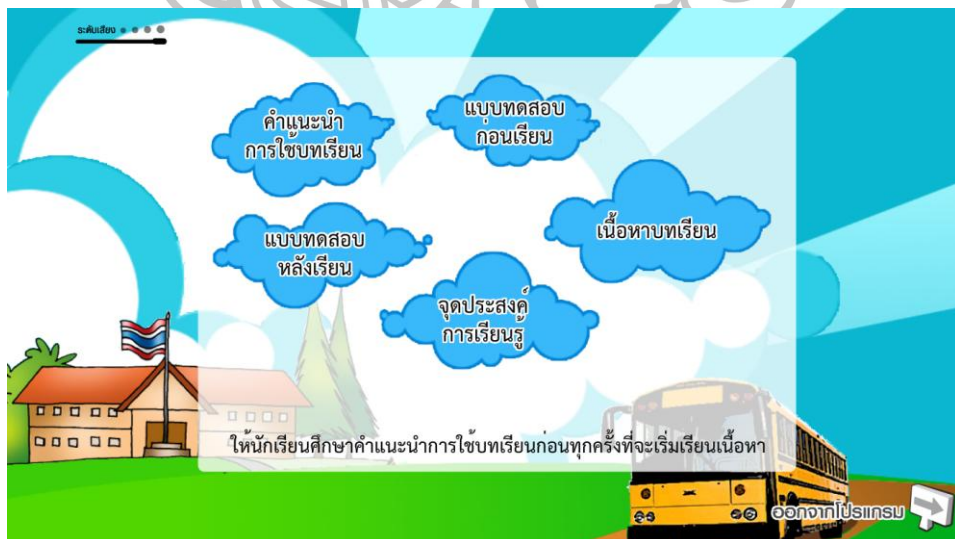 ระดับเสียง
คำแนะนำ
การใช้บทเรียน
แบบทดสอบ
ก่อนเรียน
เนื้อหาบทเรียน
แบบทดสอบ
หลังเรียน
จุดประสงค์
การเรียนรู้
ให้นักเรียนศึกษาคำแนะนำการใช้บทเรียนก่อนทุกครั้งที่จะเริ่มเรียนเนื้อหา
ออกจากโปรแกรม